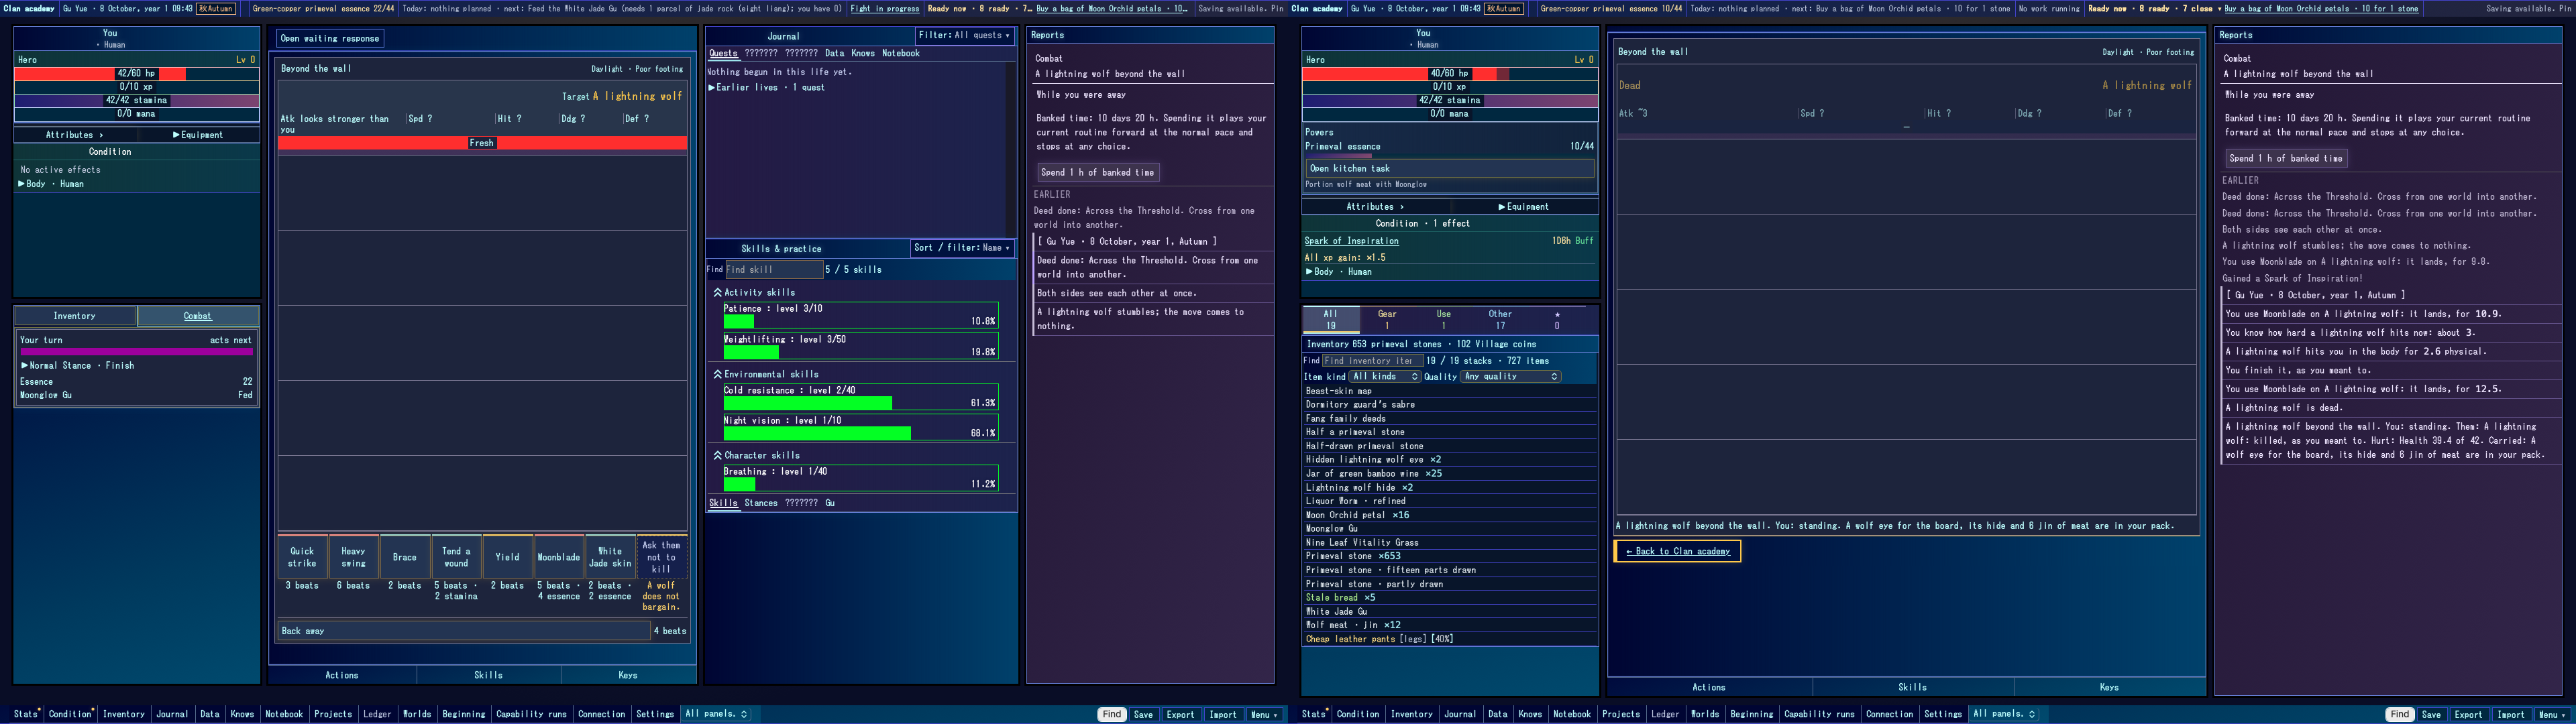 Clan academy
Gu Yue · 8 October, year 1 09:43 秋Autumn
Green-copper primeval essence 22/44
Today: nothing planned · next: Feed the White Jade Gu (needs 1 parcel of jade rock (eight liang); you have 0)
Fight in progress
Ready now · 8 ready · 7…
Buy a bag of Moon Orchid petals · 10…
Saving available. Pin
You
· Human
Hero Lv 0
42/60 hp
0/10 xp
42/42 stamina
0/0 mana
Attributes › ▶Equipment
Condition
No active effects
▶Body · Human
Inventory Combat
Your turn acts next
▶Normal Stance · Finish
Essence 22
Moonglow Gu Fed
Open waiting response
Beyond the wall Daylight · Poor footing
Target A lightning wolf
Atk looks stronger than you Spd ? Hit ? Ddg ? Def ?
Fresh
Quick strike
3 beats
Heavy swing
6 beats
Brace
2 beats
Tend a wound
5 beats · 2 stamina
Yield
2 beats
Moonblade
5 beats · 4 essence
White Jade skin
2 beats · 2 essence
Ask them not to kill
A wolf does not bargain.
Back away 4 beats
Actions Skills Keys
Journal Filter: All quests ▾
Quests ??????? ??????? Data Knows Notebook
Nothing begun in this life yet.
▶Earlier lives · 1 quest
Skills & practice Sort / filter: Name ▾
Find Find skill 5 / 5 skills
Activity skills
Patience : level 3/10
10.8%
Weightlifting : level 3/50
19.8%
Environmental skills
Cold resistance : level 2/40
61.3%
Night vision : level 1/10
68.1%
Character skills
Breathing : level 1/40
11.2%
Skills Stances ??????? Gu
Reports
Combat
A lightning wolf beyond the wall
While you were away
Banked time: 10 days 20 h. Spending it plays your
current routine forward at the normal pace and
stops at any choice.
Spend 1 h of banked time
EARLIER
Deed done: Across the Threshold. Cross from one
world into another.
[ Gu Yue · 8 October, year 1, Autumn ]
Deed done: Across the Threshold. Cross from one
world into another.
Both sides see each other at once.
A lightning wolf stumbles; the move comes to
nothing.
Stats Condition Inventory Journal Data Knows Notebook Projects Ledger Worlds Beginning Capability runs Connection Settings All panels.
Find Save Export Import Menu ▾
Clan academy
Gu Yue · 8 October, year 1 09:43 秋Autumn
Green-copper primeval essence 10/44
Today: nothing planned · next: Buy a bag of Moon Orchid petals · 10 for 1 stone
No work running
Ready now · 8 ready · 7 close ▾
Buy a bag of Moon Orchid petals · 10 for 1 stone
Saving available. Pin
You
· Human
Hero Lv 0
40/60 hp
0/10 xp
42/42 stamina
0/0 mana
Powers
Primeval essence 10/44
Open kitchen task
Portion wolf meat with Moonglow
Attributes › ▶Equipment
Condition · 1 effect
Spark of Inspiration 1D6h Buff
All xp gain: ×1.5
▶Body · Human
All 19
Gear 1
Use 1
Other 17
★ 0
Inventory 653 primeval stones · 102 Village coins
Find Find inventory iter 19 / 19 stacks · 727 items
Item kind All kinds Quality Any quality
Beast-skin map
Dormitory guard's sabre
Fang family deeds
Half a primeval stone
Half-drawn primeval stone
Hidden lightning wolf eye ×2
Jar of green bamboo wine ×25
Lightning wolf hide ×2
Liquor Worm · refined
Moon Orchid petal ×16
Moonglow Gu
Nine Leaf Vitality Grass
Primeval stone ×653
Primeval stone · fifteen parts drawn
Primeval stone · partly drawn
Stale bread ×5
White Jade Gu
Wolf meat · jin ×12
Cheap leather pants [legs] [40%]
Beyond the wall Daylight · Poor footing
Dead A lightning wolf
Atk ~3 Spd ? Hit ? Ddg ? Def ?
—
A lightning wolf beyond the wall. You: standing. A wolf eye for the board, its hide and 6 jin of meat are in your pack.
← Back to Clan academy
Actions Skills Keys
Reports
Combat
A lightning wolf beyond the wall
While you were away
Banked time: 10 days 20 h. Spending it plays your current routine
forward at the normal pace and stops at any choice.
Spend 1 h of banked time
EARLIER
Deed done: Across the Threshold. Cross from one world into another.
Deed done: Across the Threshold. Cross from one world into another.
Both sides see each other at once.
A lightning wolf stumbles; the move comes to nothing.
You use Moonblade on A lightning wolf: it lands, for 9.8.
Gained a Spark of Inspiration!
[ Gu Yue · 8 October, year 1, Autumn ]
You use Moonblade on A lightning wolf: it lands, for 10.9.
You know how hard a lightning wolf hits now: about 3.
A lightning wolf hits you in the body for 2.6 physical.
You finish it, as you meant to.
You use Moonblade on A lightning wolf: it lands, for 12.5.
A lightning wolf is dead.
A lightning wolf beyond the wall. You: standing. Them: A lightning
wolf: killed, as you meant to. Hurt: Health 39.4 of 42. Carried: A
wolf eye for the board, its hide and 6 jin of meat are in your pack.
Stats Condition Inventory Journal Data Knows Notebook Projects Ledger Worlds Beginning Capability runs Connection Settings All panels.
Find Save Export Import Menu ▾